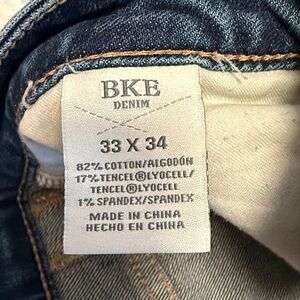 BKE
DENIM
33 X 34
82% COTTON/ALGODÓN
17% TENCEL®LYOCELL/
TENCEL®LYOCELL
1% SPANDEX/SPANDEX
MADE IN CHINA
HECHO EN CHINA